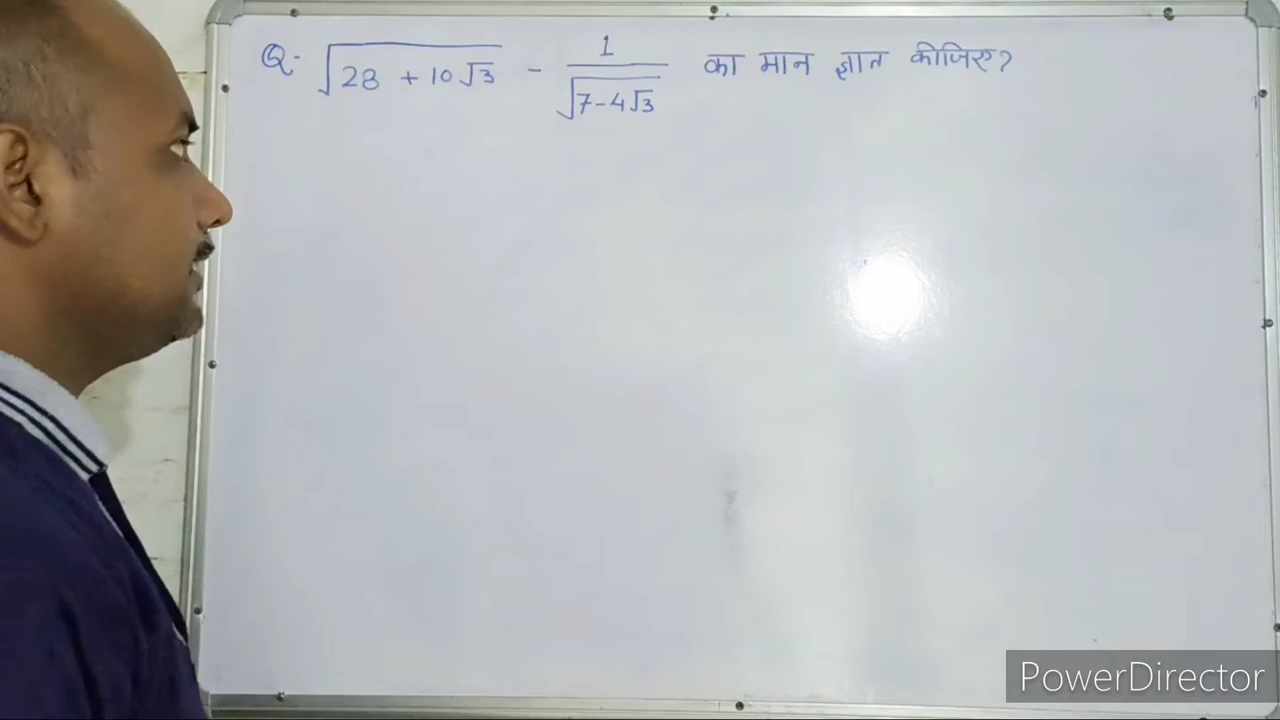 Q. √(28 + 10√3) - 1/√(7-4√3) का मान ज्ञात कीजिए?
PowerDirector